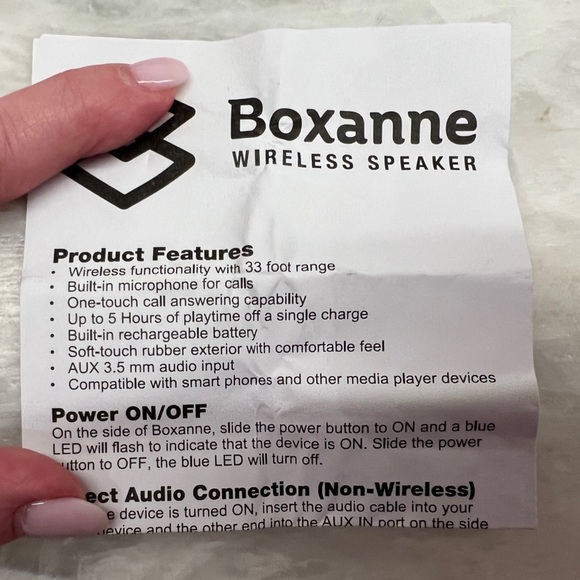 Boxanne
WIRELESS SPEAKER
Product Features
• Wireless functionality with 33 foot range
• Built-in microphone for calls
• One-touch call answering capability
• Up to 5 Hours of playtime off a single charge
• Built-in rechargeable battery
• Soft-touch rubber exterior with comfortable feel
• AUX 3.5 mm audio input
• Compatible with smart phones and other media player devices
Power ON/OFF
On the side of Boxanne, slide the power button to ON and a blue
LED will flash to indicate that the device is ON. Slide the power
utton to OFF, the blue LED will turn off.
ect Audio Connection (Non-Wireless)
e device is turned ON, insert the audio cable into your
evice and the other end into the AUX IN port on the side